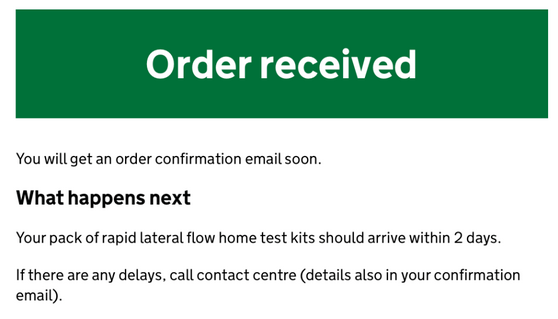 Order received
You will get an order confirmation email soon.
What happens next
Your pack of rapid lateral flow home test kits should arrive within 2 days.
If there are any delays, call contact centre (details also in your confirmation
email).